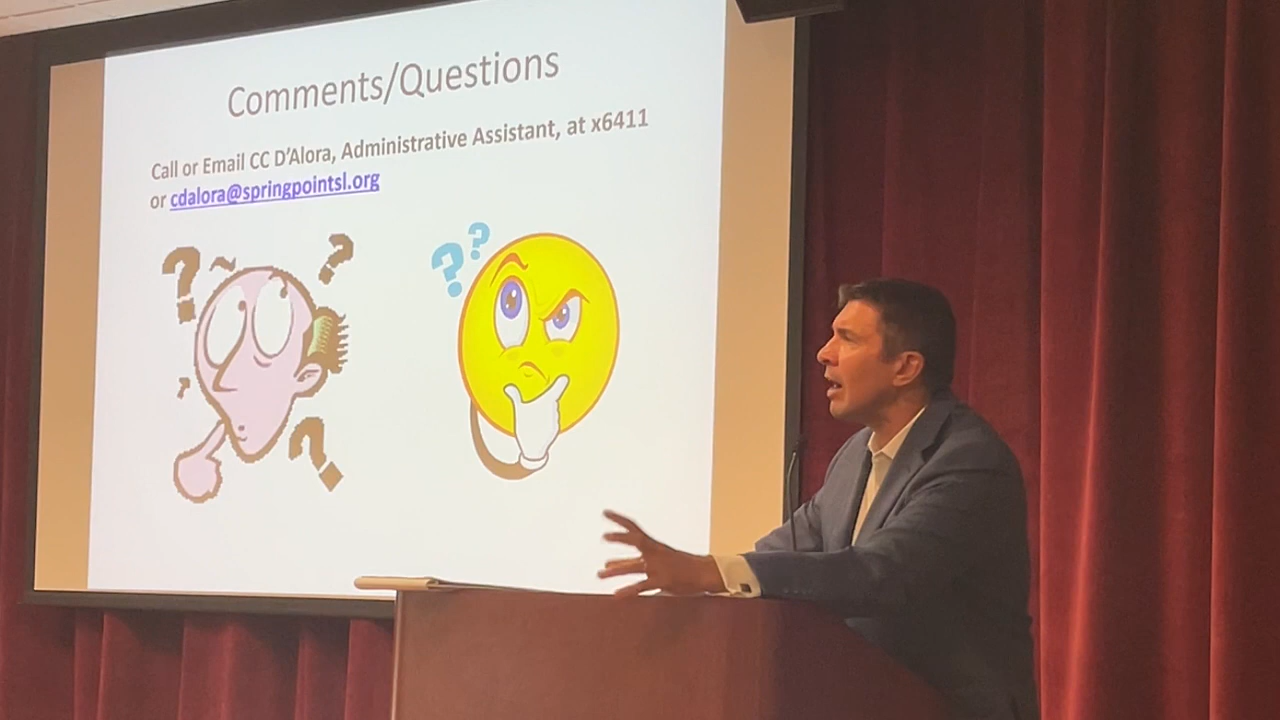 Comments/Questions
Call or Email CC D'Alora, Administrative Assistant, at x6411
or cdalora@springpointsl.org